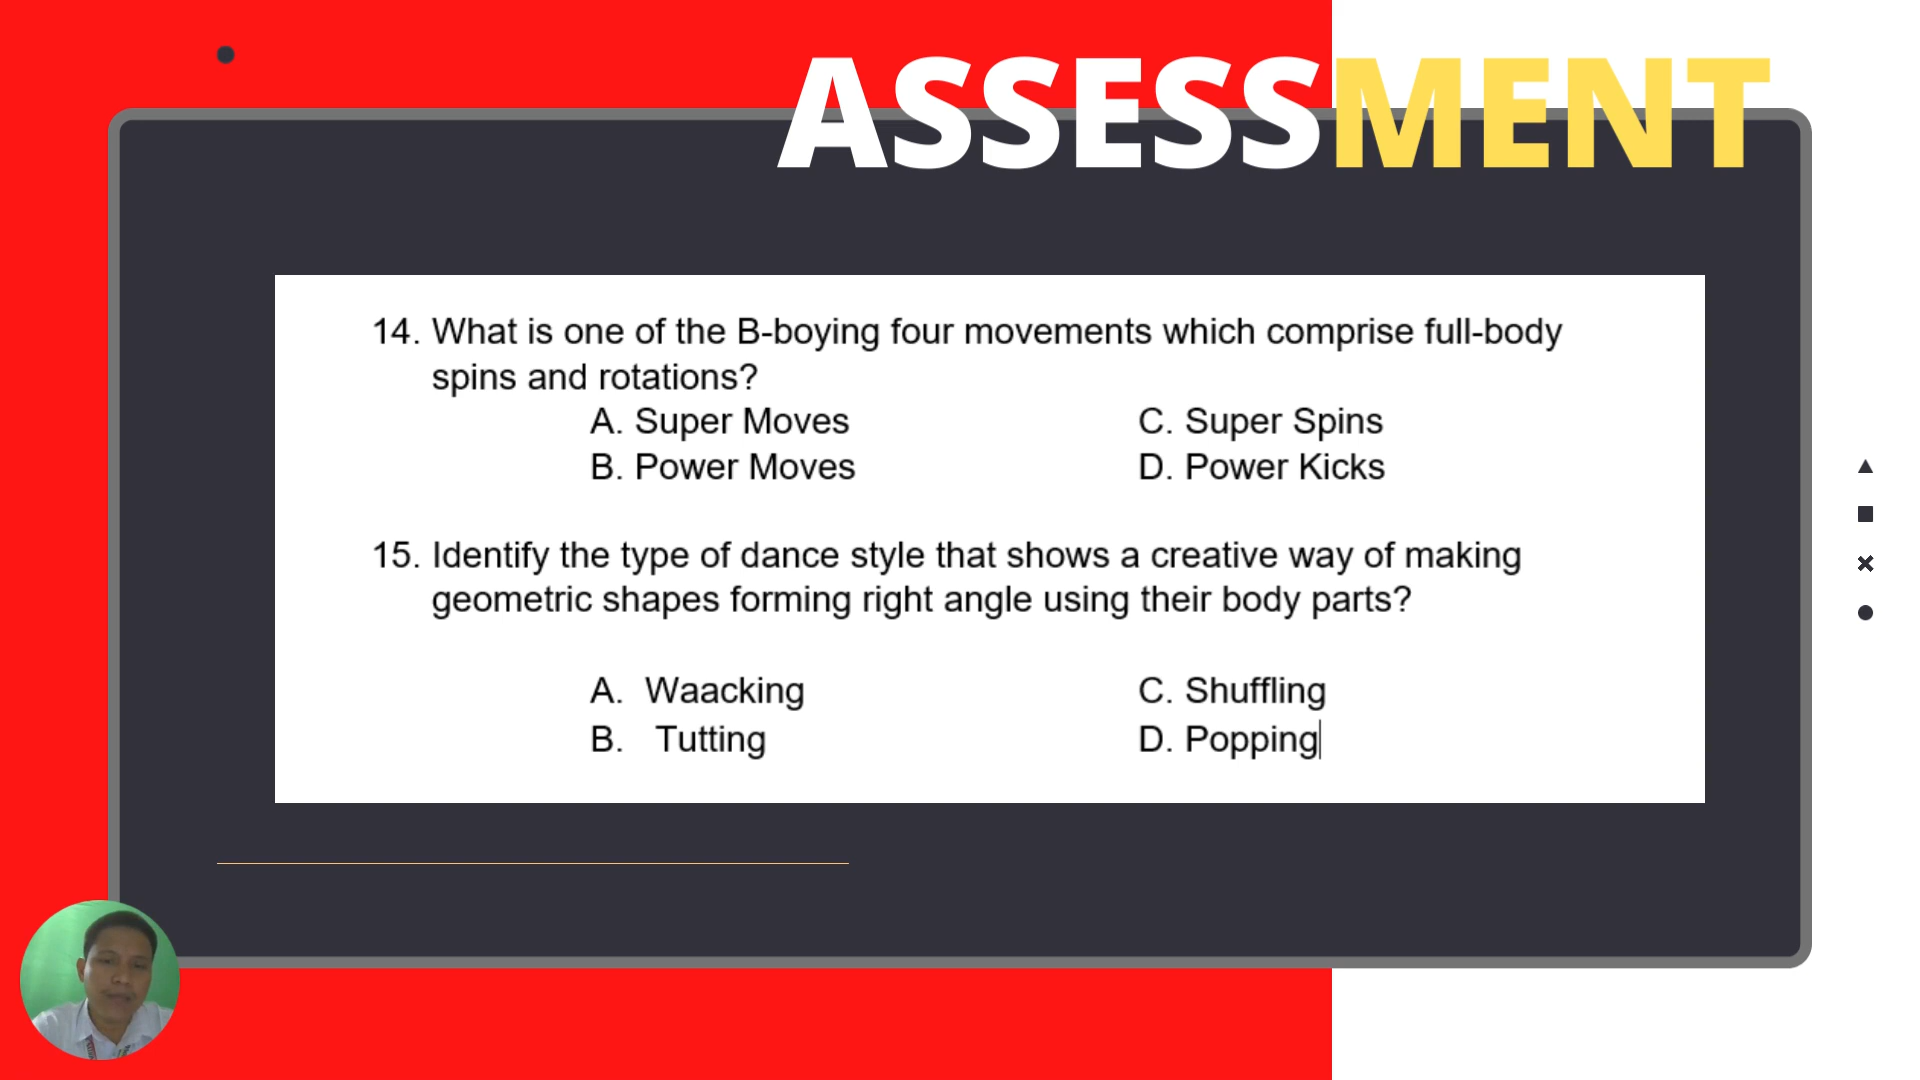 ASSESSMENT
14. What is one of the B-boying four movements which comprise full-body
spins and rotations?
A. Super Moves C. Super Spins
B. Power Moves D. Power Kicks
15. Identify the type of dance style that shows a creative way of making
geometric shapes forming right angle using their body parts?
A. Waacking C. Shuffling
B. Tutting D. Popping